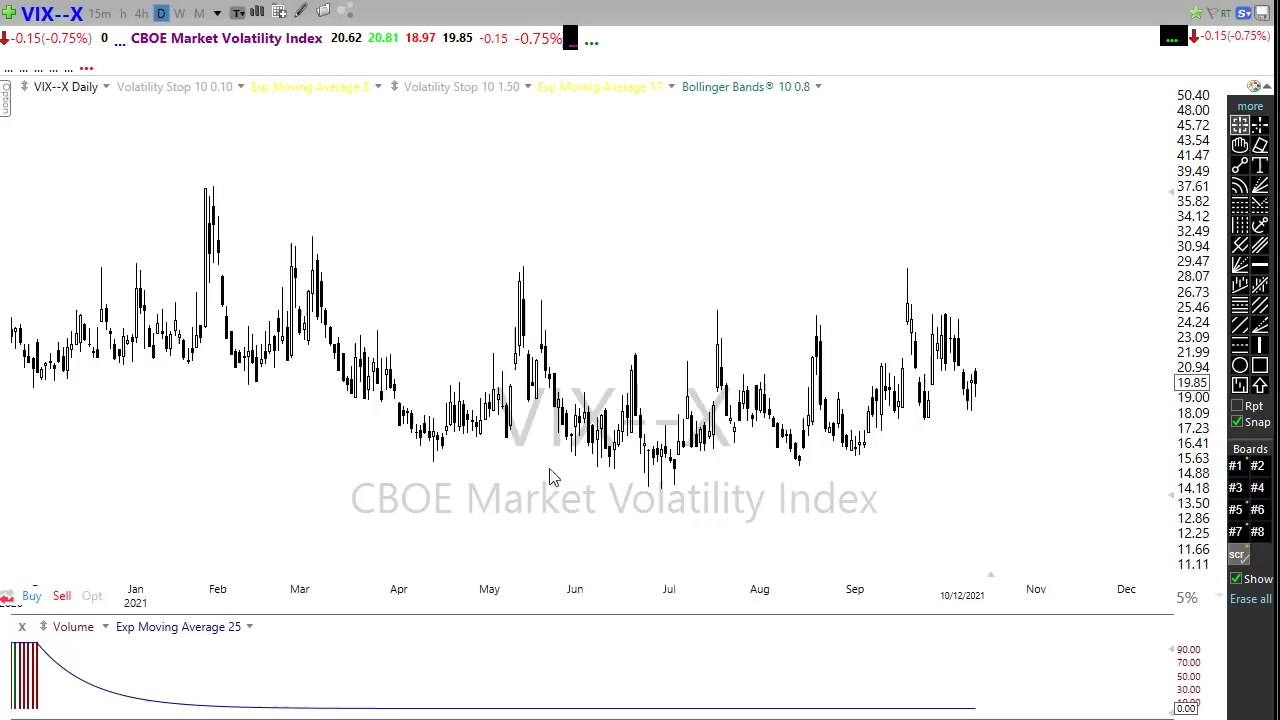 VIX--X 15m h 4h D W M T RT S
-0.15(-0.75%) 0 ... CBOE Market Volatility Index 20.62 20.81 18.97 19.85 -0.15 -0.75% ... ... ... -0.15(-0.75%)
... ... ... ... ... ...
Option
VIX--X Daily Volatility Stop 10 0.10 Exp Moving Average 8 Volatility Stop 10 1.50 Exp Moving Average 17 Bollinger Bands® 10 0.8
50.40
48.00
45.72
43.54
41.47
39.49
37.61
35.82
34.12
32.49
30.94
29.47
28.07
26.73
25.46
24.24
23.09
21.99
20.94
19.85
19.00
18.09
17.23
16.41
15.63
14.88
14.18
13.50
12.86
12.25
11.66
11.11
VIX--X
CBOE Market Volatility Index
more
T
Rpt
Snap
Boards
#1 #2
#3 #4
#5 #6
#7 #8
scr
Show
Erase all
Jan Feb Mar Apr May Jun Jul Aug Sep 10/12/2021 Nov Dec
2021
Buy Sell Opt 5%
X Volume Exp Moving Average 25
90.00
70.00
50.00
30.00
0.00